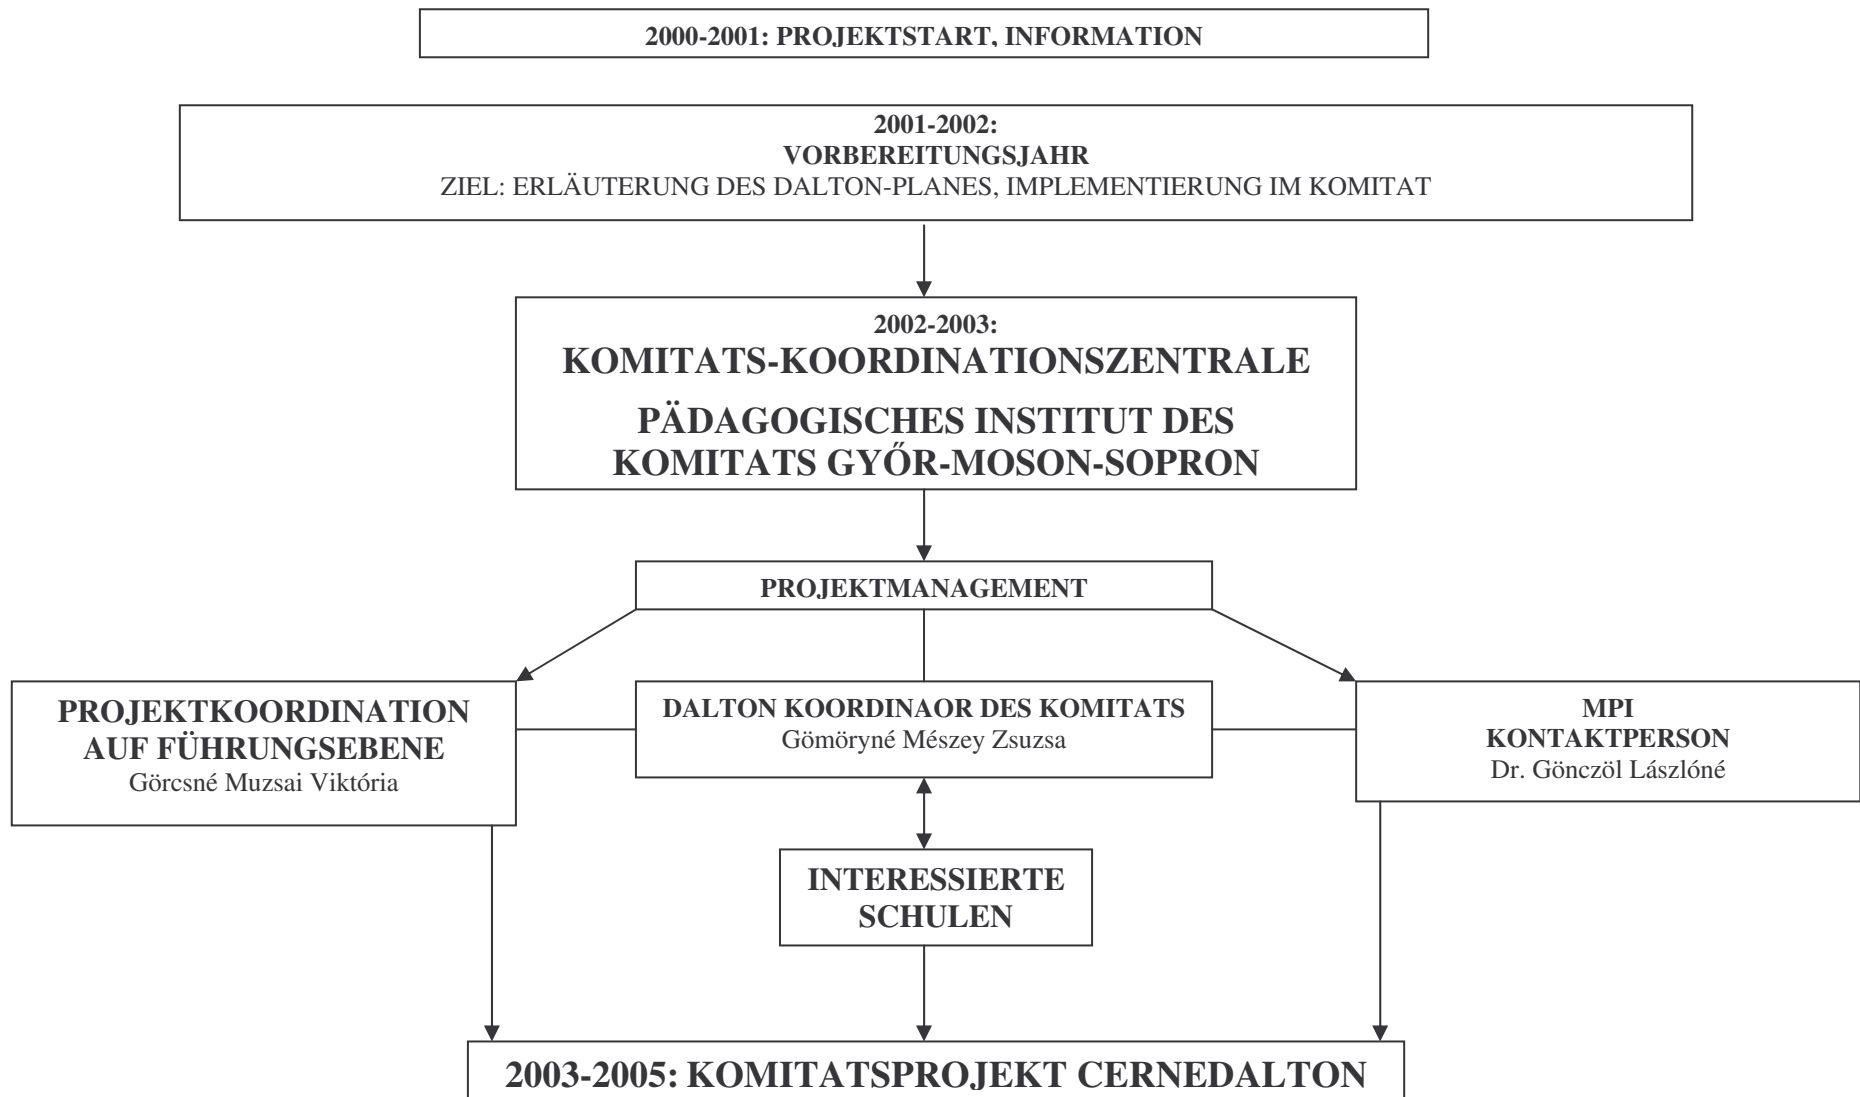 2000-2001: PROJEKTSTART, INFORMATION
2001-2002:
VORBEREITUNGSJAHR
ZIEL: ERLÄUTERUNG DES DALTON-PLANES, IMPLEMENTIERUNG IM KOMITAT
2002-2003:
KOMITATS-KOORDINATIONSZENTRALE
PÄDAGOGISCHES INSTITUT DES
KOMITATS GYŐR-MOSON-SOPRON
PROJEKTMANAGEMENT
PROJEKTKOORDINATION
AUF FÜHRUNGSEBENE
Görcsné Muzsai Viktória
DALTON KOORDINAOR DES KOMITATS
Gömöryné Mészey Zsuzsa
MPI
KONTAKTPERSON
Dr. Gönczöl Lászlóné
INTERESSIERTE
SCHULEN
2003-2005: KOMITATSPROJEKT CERNEDALTON